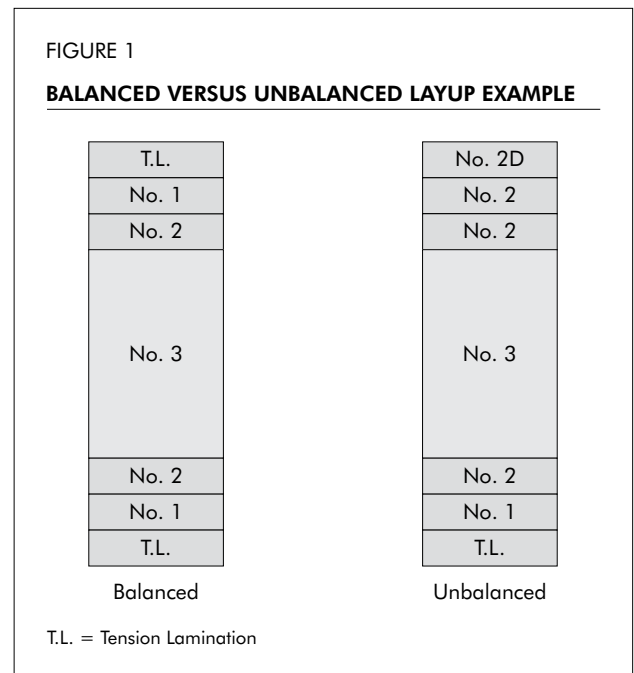 FIGURE 1
BALANCED VERSUS UNBALANCED LAYUP EXAMPLE
T.L.
No. 1
No. 2
No. 3
No. 2
No. 1
T.L.
Balanced
No. 2D
No. 2
No. 2
No. 3
No. 2
No. 1
T.L.
Unbalanced
T.L. = Tension Lamination